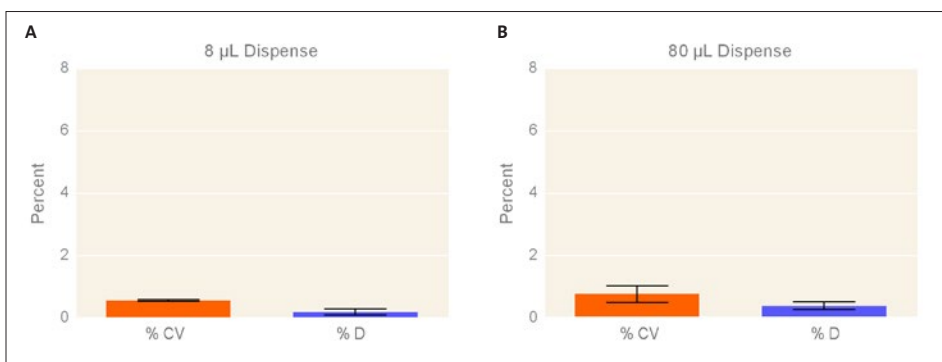 A
8 µL Dispense
8
6
4
2
0
Percent
% CV
% D
B
80 µL Dispense
8
6
4
2
0
Percent
% CV
% D